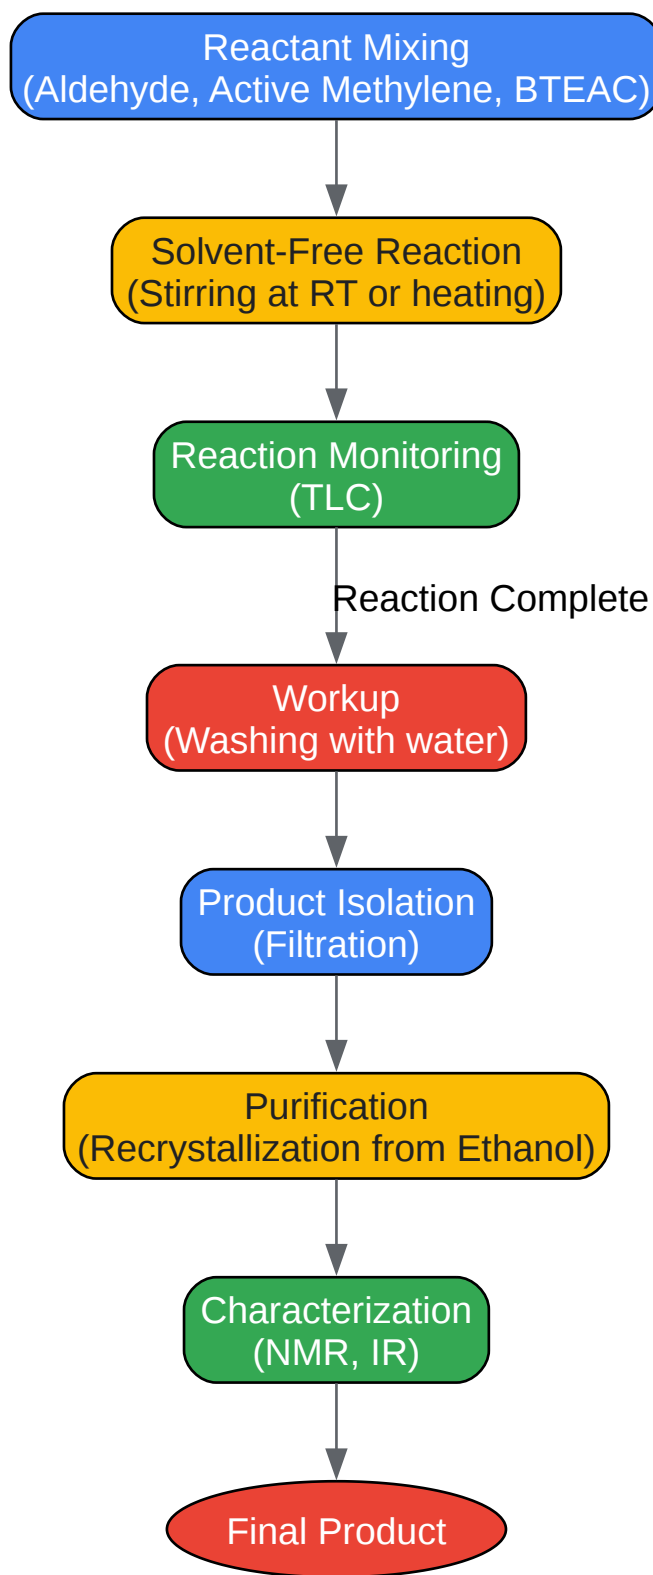 Reactant Mixing
(Aldehyde, Active Methylene, BTEAC)
Solvent-Free Reaction
(Stirring at RT or heating)
Reaction Monitoring
(TLC)
Reaction Complete
Workup
(Washing with water)
Product Isolation
(Filtration)
Purification
(Recrystallization from Ethanol)
Characterization
(NMR, IR)
Final Product